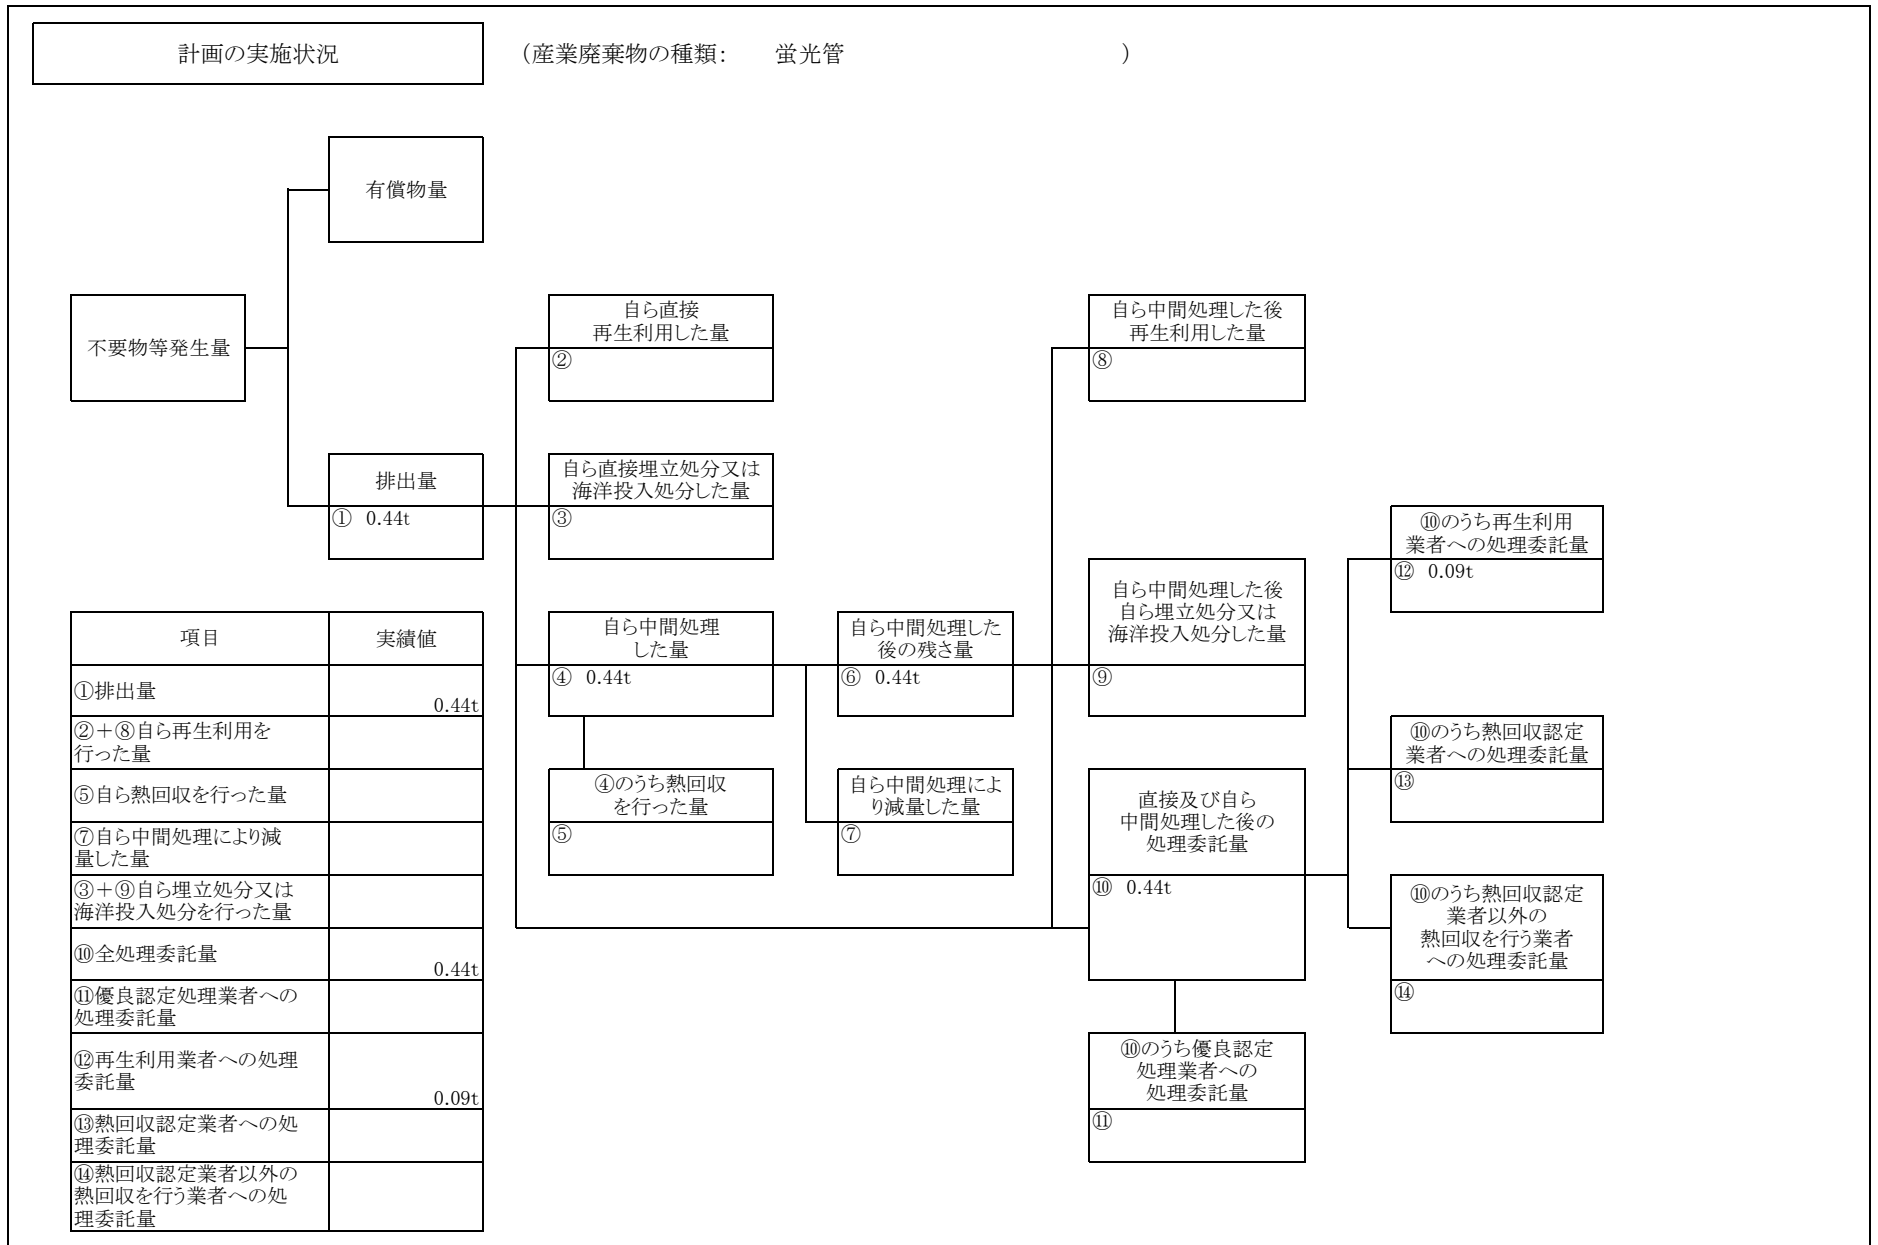 計画の実施状況
（産業廃棄物の種類： 蛍光管 ）
有償物量
不要物等発生量
排出量
① 0.44t
自ら直接
再生利用した量
②
自ら直接埋立処分又は
海洋投入処分した量
③
自ら中間処理
した量
④ 0.44t
④のうち熱回収
を行った量
⑤
自ら中間処理した
後の残さ量
⑥ 0.44t
自ら中間処理によ
り減量した量
⑦
自ら中間処理した後
再生利用した量
⑧
自ら中間処理した後
自ら埋立処分又は
海洋投入処分した量
⑨
直接及び自ら
中間処理した後の
処理委託量
⑩ 0.44t
⑩のうち優良認定
処理業者への
処理委託量
⑪
⑩のうち再生利用
業者への処理委託量
⑫ 0.09t
⑩のうち熱回収認定
業者への処理委託量
⑬
⑩のうち熱回収認定
業者以外の
熱回収を行う業者
への処理委託量
⑭
項目 実績値
①排出量
0.44t
②＋⑧自ら再生利用を
行った量
⑤自ら熱回収を行った量
⑦自ら中間処理により減
量した量
③＋⑨自ら埋立処分又は
海洋投入処分を行った量
⑩全処理委託量
0.44t
⑪優良認定処理業者への
処理委託量
⑫再生利用業者への処理
委託量
0.09t
⑬熱回収認定業者への処
理委託量
⑭熱回収認定業者以外の
熱回収を行う業者への処
理委託量